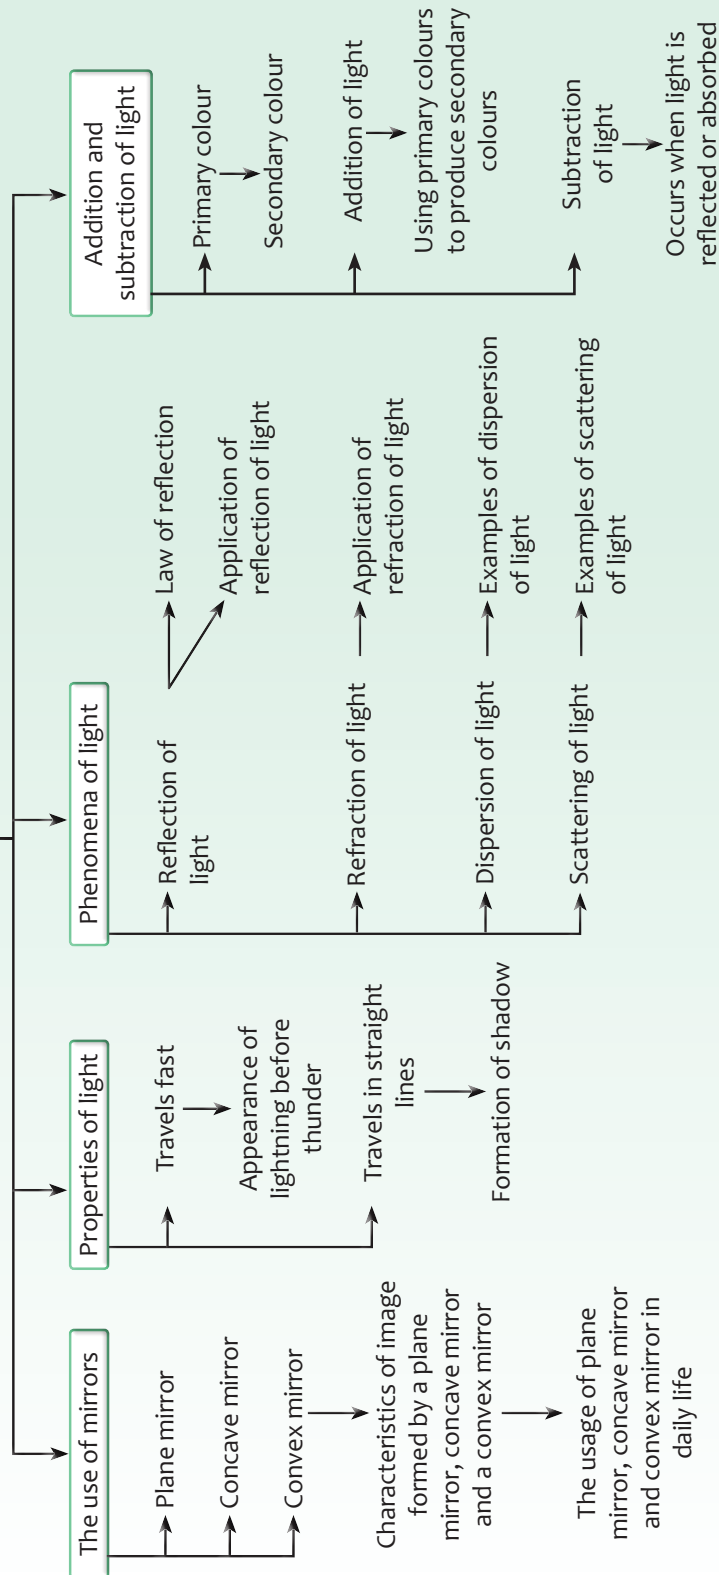 The use of mirrors
Plane mirror
Concave mirror
Convex mirror
Characteristics of image
formed by a plane
mirror, concave mirror
and a convex mirror
The usage of plane
mirror, concave mirror
and convex mirror in
daily life
Properties of light
Travels fast
Appearance of
lightning before
thunder
Travels in straight
lines
Formation of shadow
Phenomena of light
Reflection of
light
Law of reflection
Application of
reflection of light
Refraction of light
Application of
refraction of light
Dispersion of light
Examples of dispersion
of light
Scattering of light
Examples of scattering
of light
Addition and
subtraction of light
Primary colour
Secondary colour
Addition of light
Using primary colours
to produce secondary
colours
Subtraction
of light
Occurs when light is
reflected or absorbed